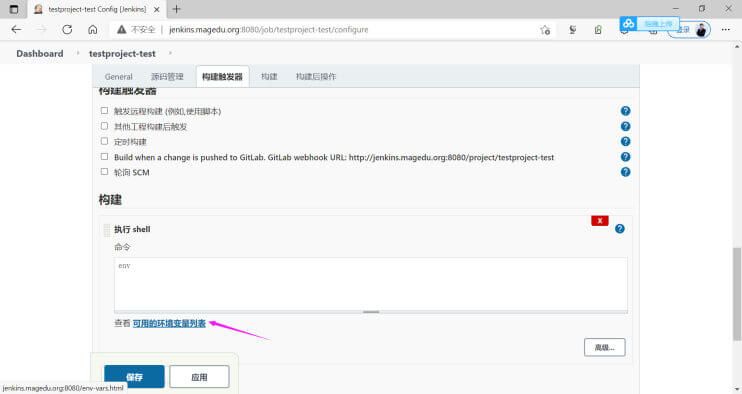 testproject-test Config [Jenkins]
不安全 | jenkins.magedu.org:8080/job/testproject-test/configure
拖拽上传
登录
Dashboard
testproject-test
General
源码管理
构建触发器
构建
构建后操作
构建触发器
触发远程构建 (例如,使用脚本)
其他工程构建后触发
定时构建
Build when a change is pushed to GitLab. GitLab webhook URL: http://jenkins.magedu.org:8080/project/testproject-test
轮询 SCM
构建
X
执行 shell
命令
env
查看 可用的环境变量列表
高级...
保存
应用
jenkins.magedu.org:8080/env-vars.html